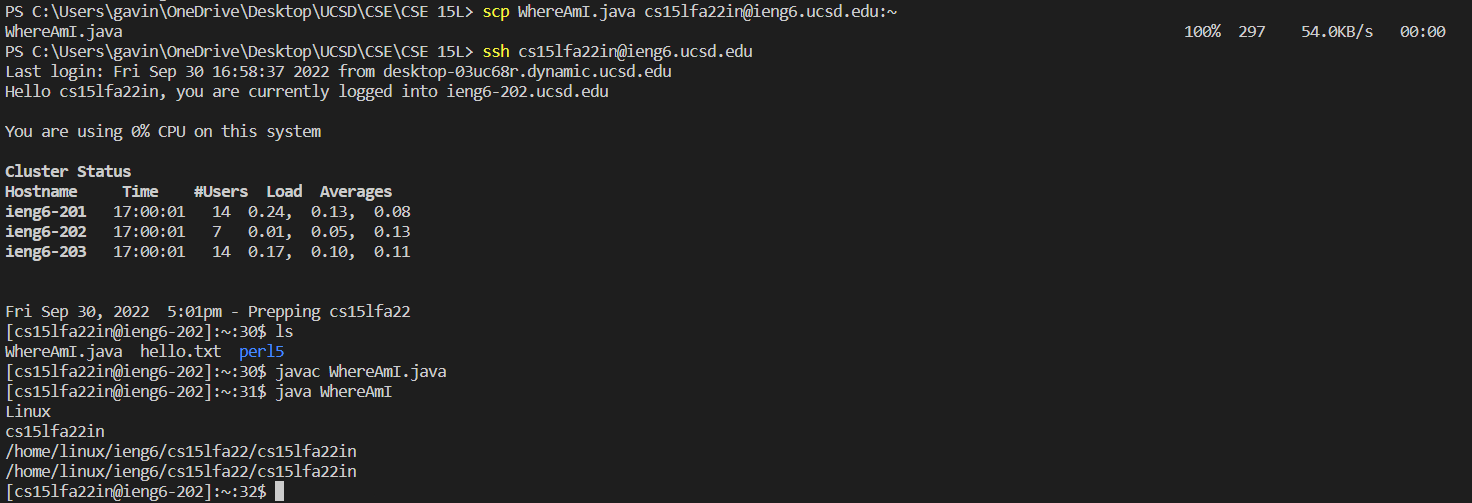 PS C:\Users\gavin\OneDrive\Desktop\UCSD\CSE\CSE 15L> scp WhereAmI.java cs15lfa22in@ieng6.ucsd.edu:~
WhereAmI.java 100% 297 54.0KB/s 00:00
PS C:\Users\gavin\OneDrive\Desktop\UCSD\CSE\CSE 15L> ssh cs15lfa22in@ieng6.ucsd.edu
Last login: Fri Sep 30 16:58:37 2022 from desktop-03uc68r.dynamic.ucsd.edu
Hello cs15lfa22in, you are currently logged into ieng6-202.ucsd.edu
You are using 0% CPU on this system
Cluster Status
Hostname Time #Users Load Averages
ieng6-201 17:00:01 14 0.24, 0.13, 0.08
ieng6-202 17:00:01 7 0.01, 0.05, 0.13
ieng6-203 17:00:01 14 0.17, 0.10, 0.11
Fri Sep 30, 2022 5:01pm - Prepping cs15lfa22
[cs15lfa22in@ieng6-202]:~:30$ ls
WhereAmI.java hello.txt perl5
[cs15lfa22in@ieng6-202]:~:30$ javac WhereAmI.java
[cs15lfa22in@ieng6-202]:~:31$ java WhereAmI
Linux
cs15lfa22in
/home/linux/ieng6/cs15lfa22/cs15lfa22in
/home/linux/ieng6/cs15lfa22/cs15lfa22in
[cs15lfa22in@ieng6-202]:~:32$